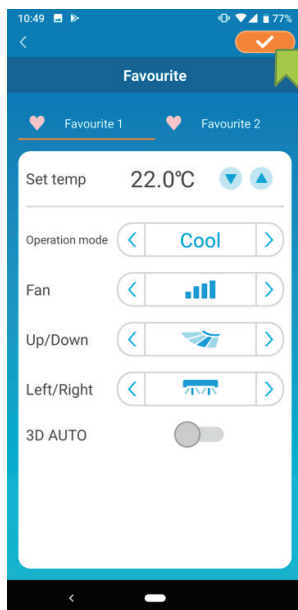 10:49 77%
Favourite
Favourite 1 Favourite 2
Set temp 22.0°C
Operation mode Cool
Fan
Up/Down
Left/Right
3D AUTO